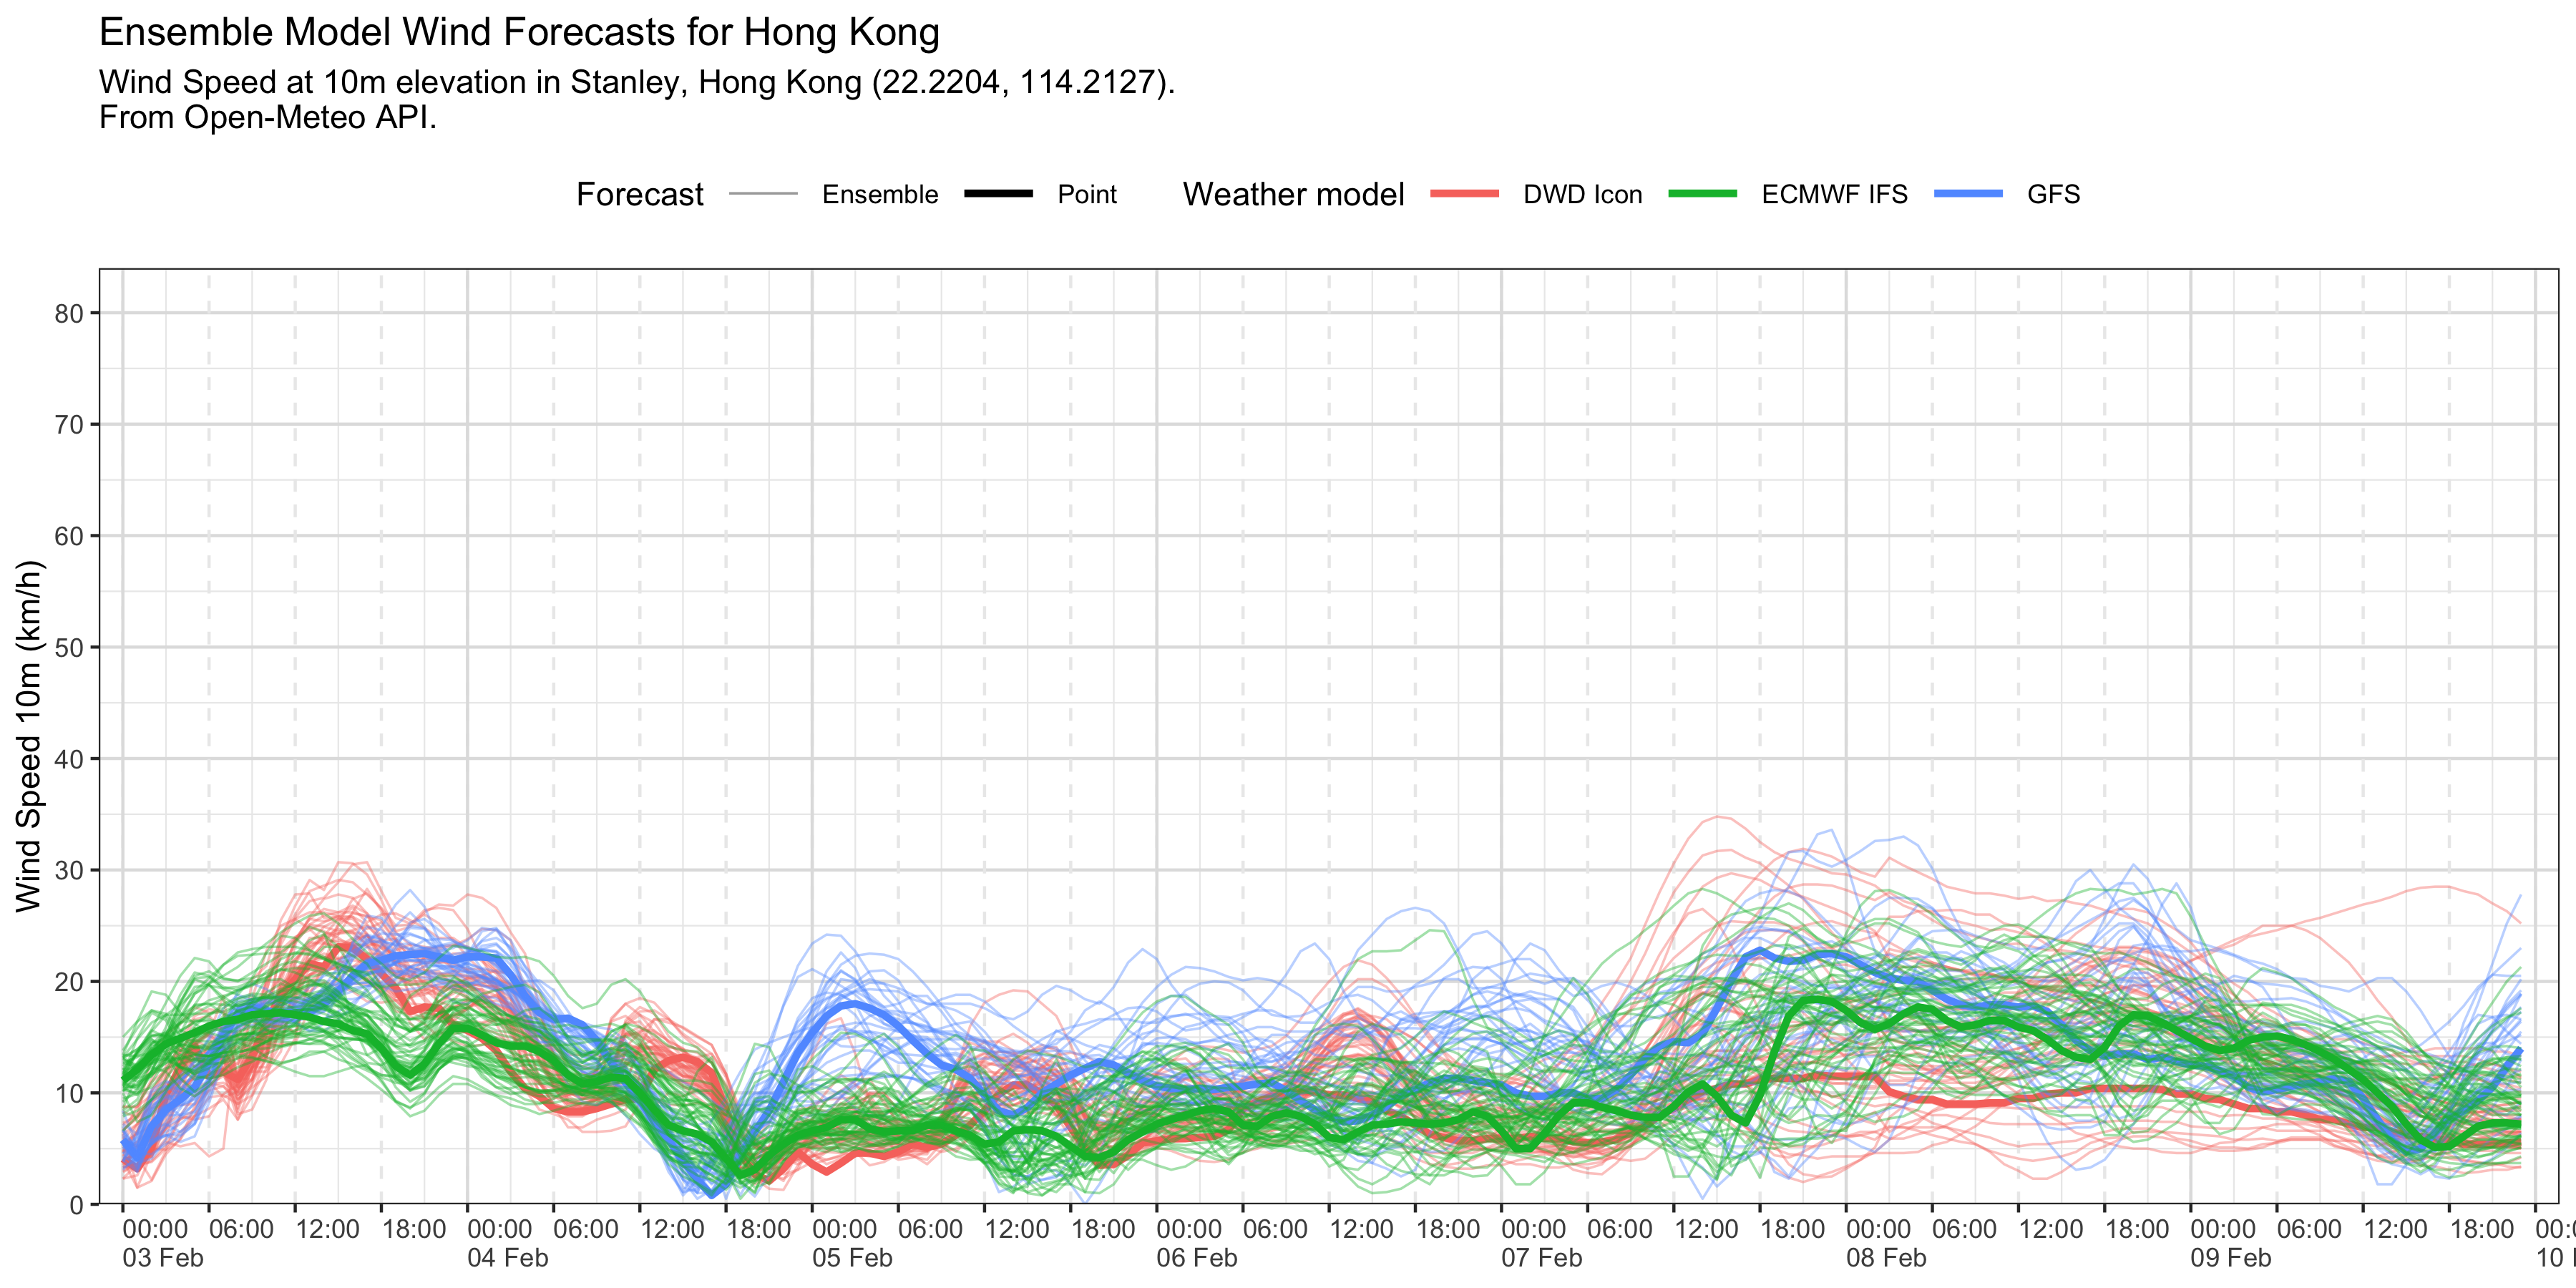 Ensemble Model Wind Forecasts for Hong Kong
Wind Speed at 10m elevation in Stanley, Hong Kong (22.2204, 114.2127).
From Open-Meteo API.
Forecast Ensemble Point Weather model DWD Icon ECMWF IFS GFS
Wind Speed 10m (km/h)
80
70
60
50
40
30
20
10
0
00:00 06:00 12:00 18:00 00:00 06:00 12:00 18:00 00:00 06:00 12:00 18:00 00:00 06:00 12:00 18:00 00:00 06:00 12:00 18:00 00:00 06:00 12:00 18:00 00:00 06:00 12:00 18:00
03 Feb 04 Feb 05 Feb 06 Feb 07 Feb 08 Feb 09 Feb 10